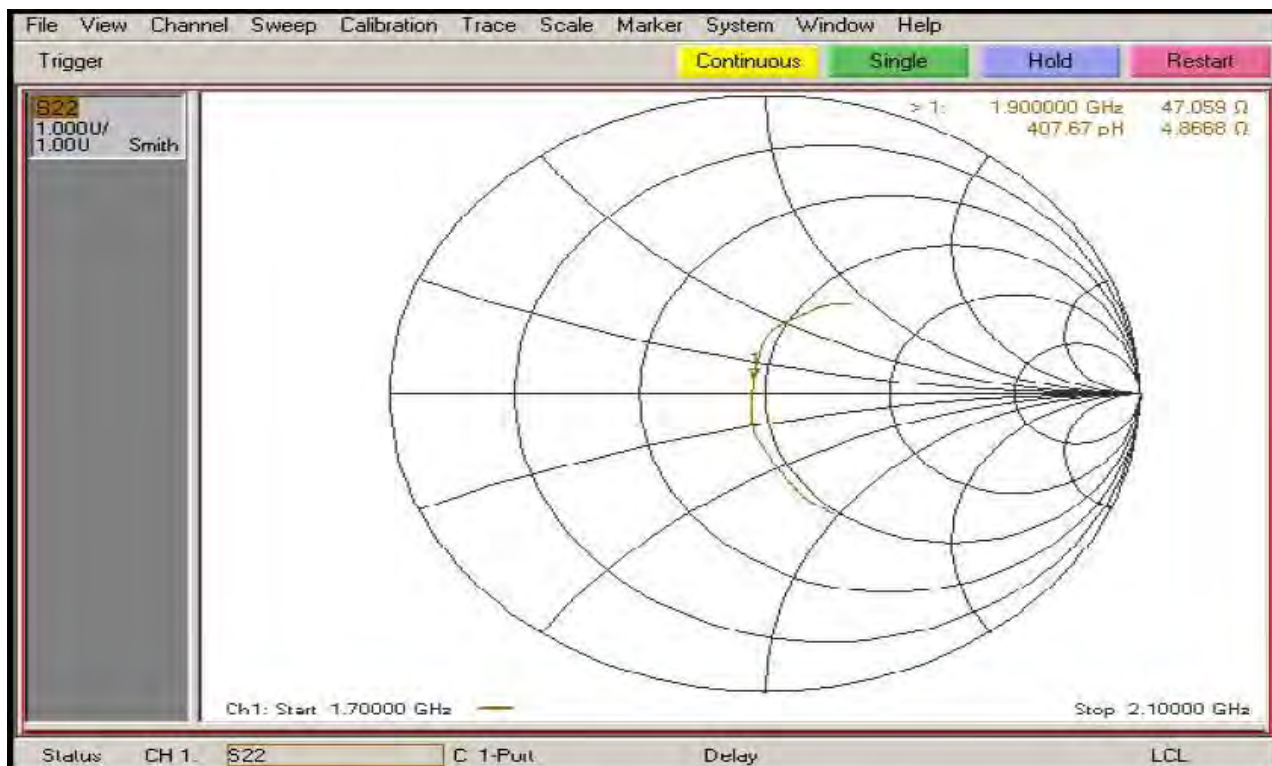 File View Channel Sweep Calibration Trace Scale Marker System Window Help
Trigger Continuous Single Hold Restart
S22
1.000U/
1.00U Smith
> 1: 1.900000 GHz 47.059 Ω
407.67 pH 4.8668 Ω
1
Ch1: Start 1.70000 GHz
Stop 2.10000 GHz
Status CH 1: S22 C 1-Port Delay LCL